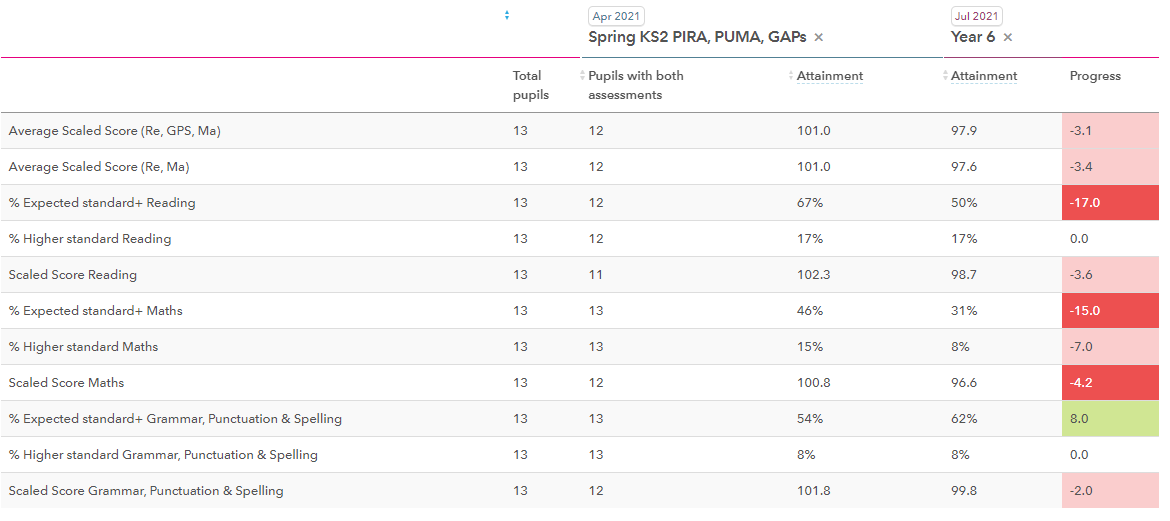 Apr 2021 Jul 2021
Spring KS2 PIRA, PUMA, GAPs × Year 6 ×
Total pupils Pupils with both assessments Attainment Attainment Progress
Average Scaled Score (Re, GPS, Ma) 13 12 101.0 97.9 -3.1
Average Scaled Score (Re, Ma) 13 12 101.0 97.6 -3.4
% Expected standard+ Reading 13 12 67% 50% -17.0
% Higher standard Reading 13 12 17% 17% 0.0
Scaled Score Reading 13 11 102.3 98.7 -3.6
% Expected standard+ Maths 13 13 46% 31% -15.0
% Higher standard Maths 13 13 15% 8% -7.0
Scaled Score Maths 13 12 100.8 96.6 -4.2
% Expected standard+ Grammar, Punctuation & Spelling 13 13 54% 62% 8.0
% Higher standard Grammar, Punctuation & Spelling 13 13 8% 8% 0.0
Scaled Score Grammar, Punctuation & Spelling 13 12 101.8 99.8 -2.0